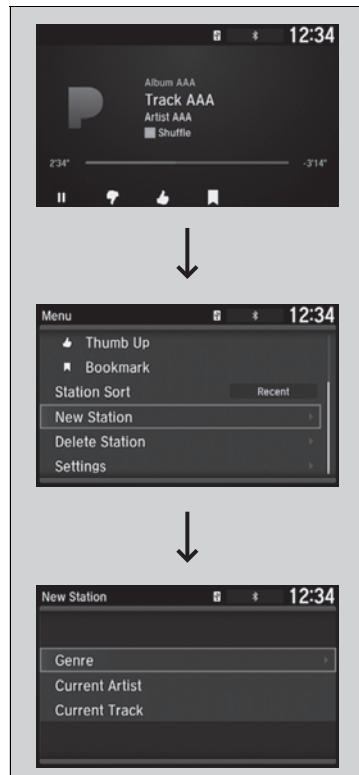 12:34
Album AAA
Track AAA
Artist AAA
Shuffle
2'34" -3'14"
Menu 12:34
Thumb Up
Bookmark
Station Sort Recent
New Station
Delete Station
Settings
New Station 12:34
Genre
Current Artist
Current Track